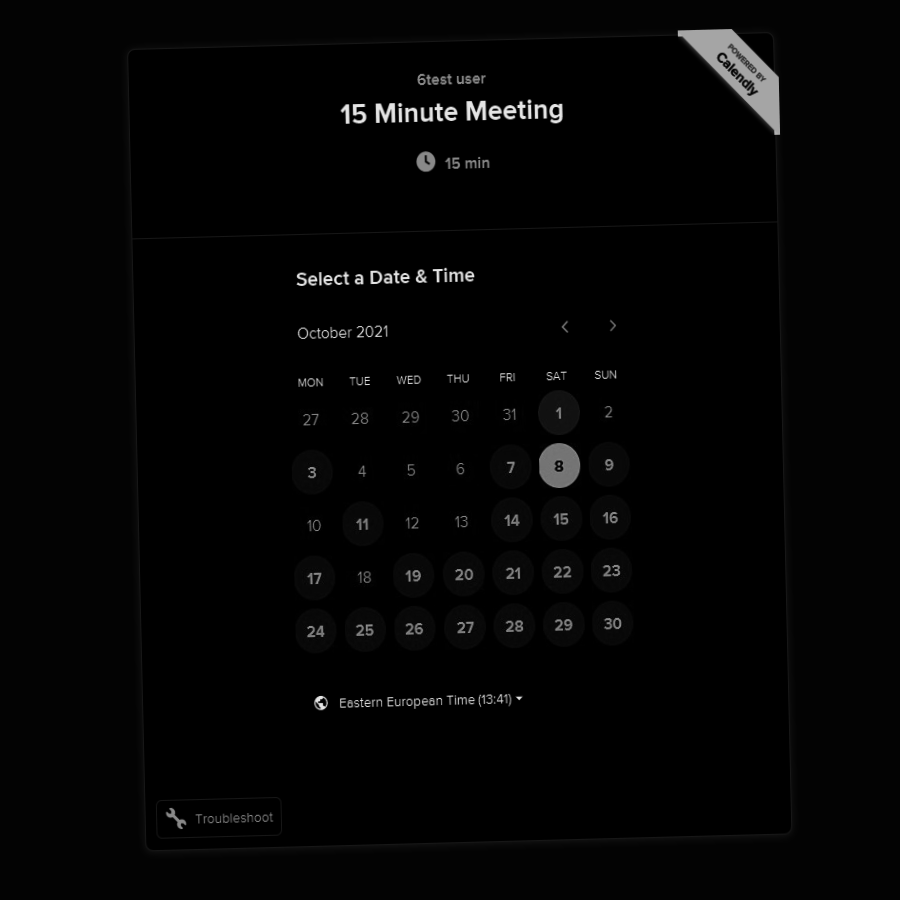 POWERED BY
Calendly
6test user
15 Minute Meeting
15 min
Select a Date & Time
October 2021
MON TUE WED THU FRI SAT SUN
27 28 29 30 31 1 2
3 4 5 6 7 8 9
10 11 12 13 14 15 16
17 18 19 20 21 22 23
24 25 26 27 28 29 30
Eastern European Time (13:41)
Troubleshoot